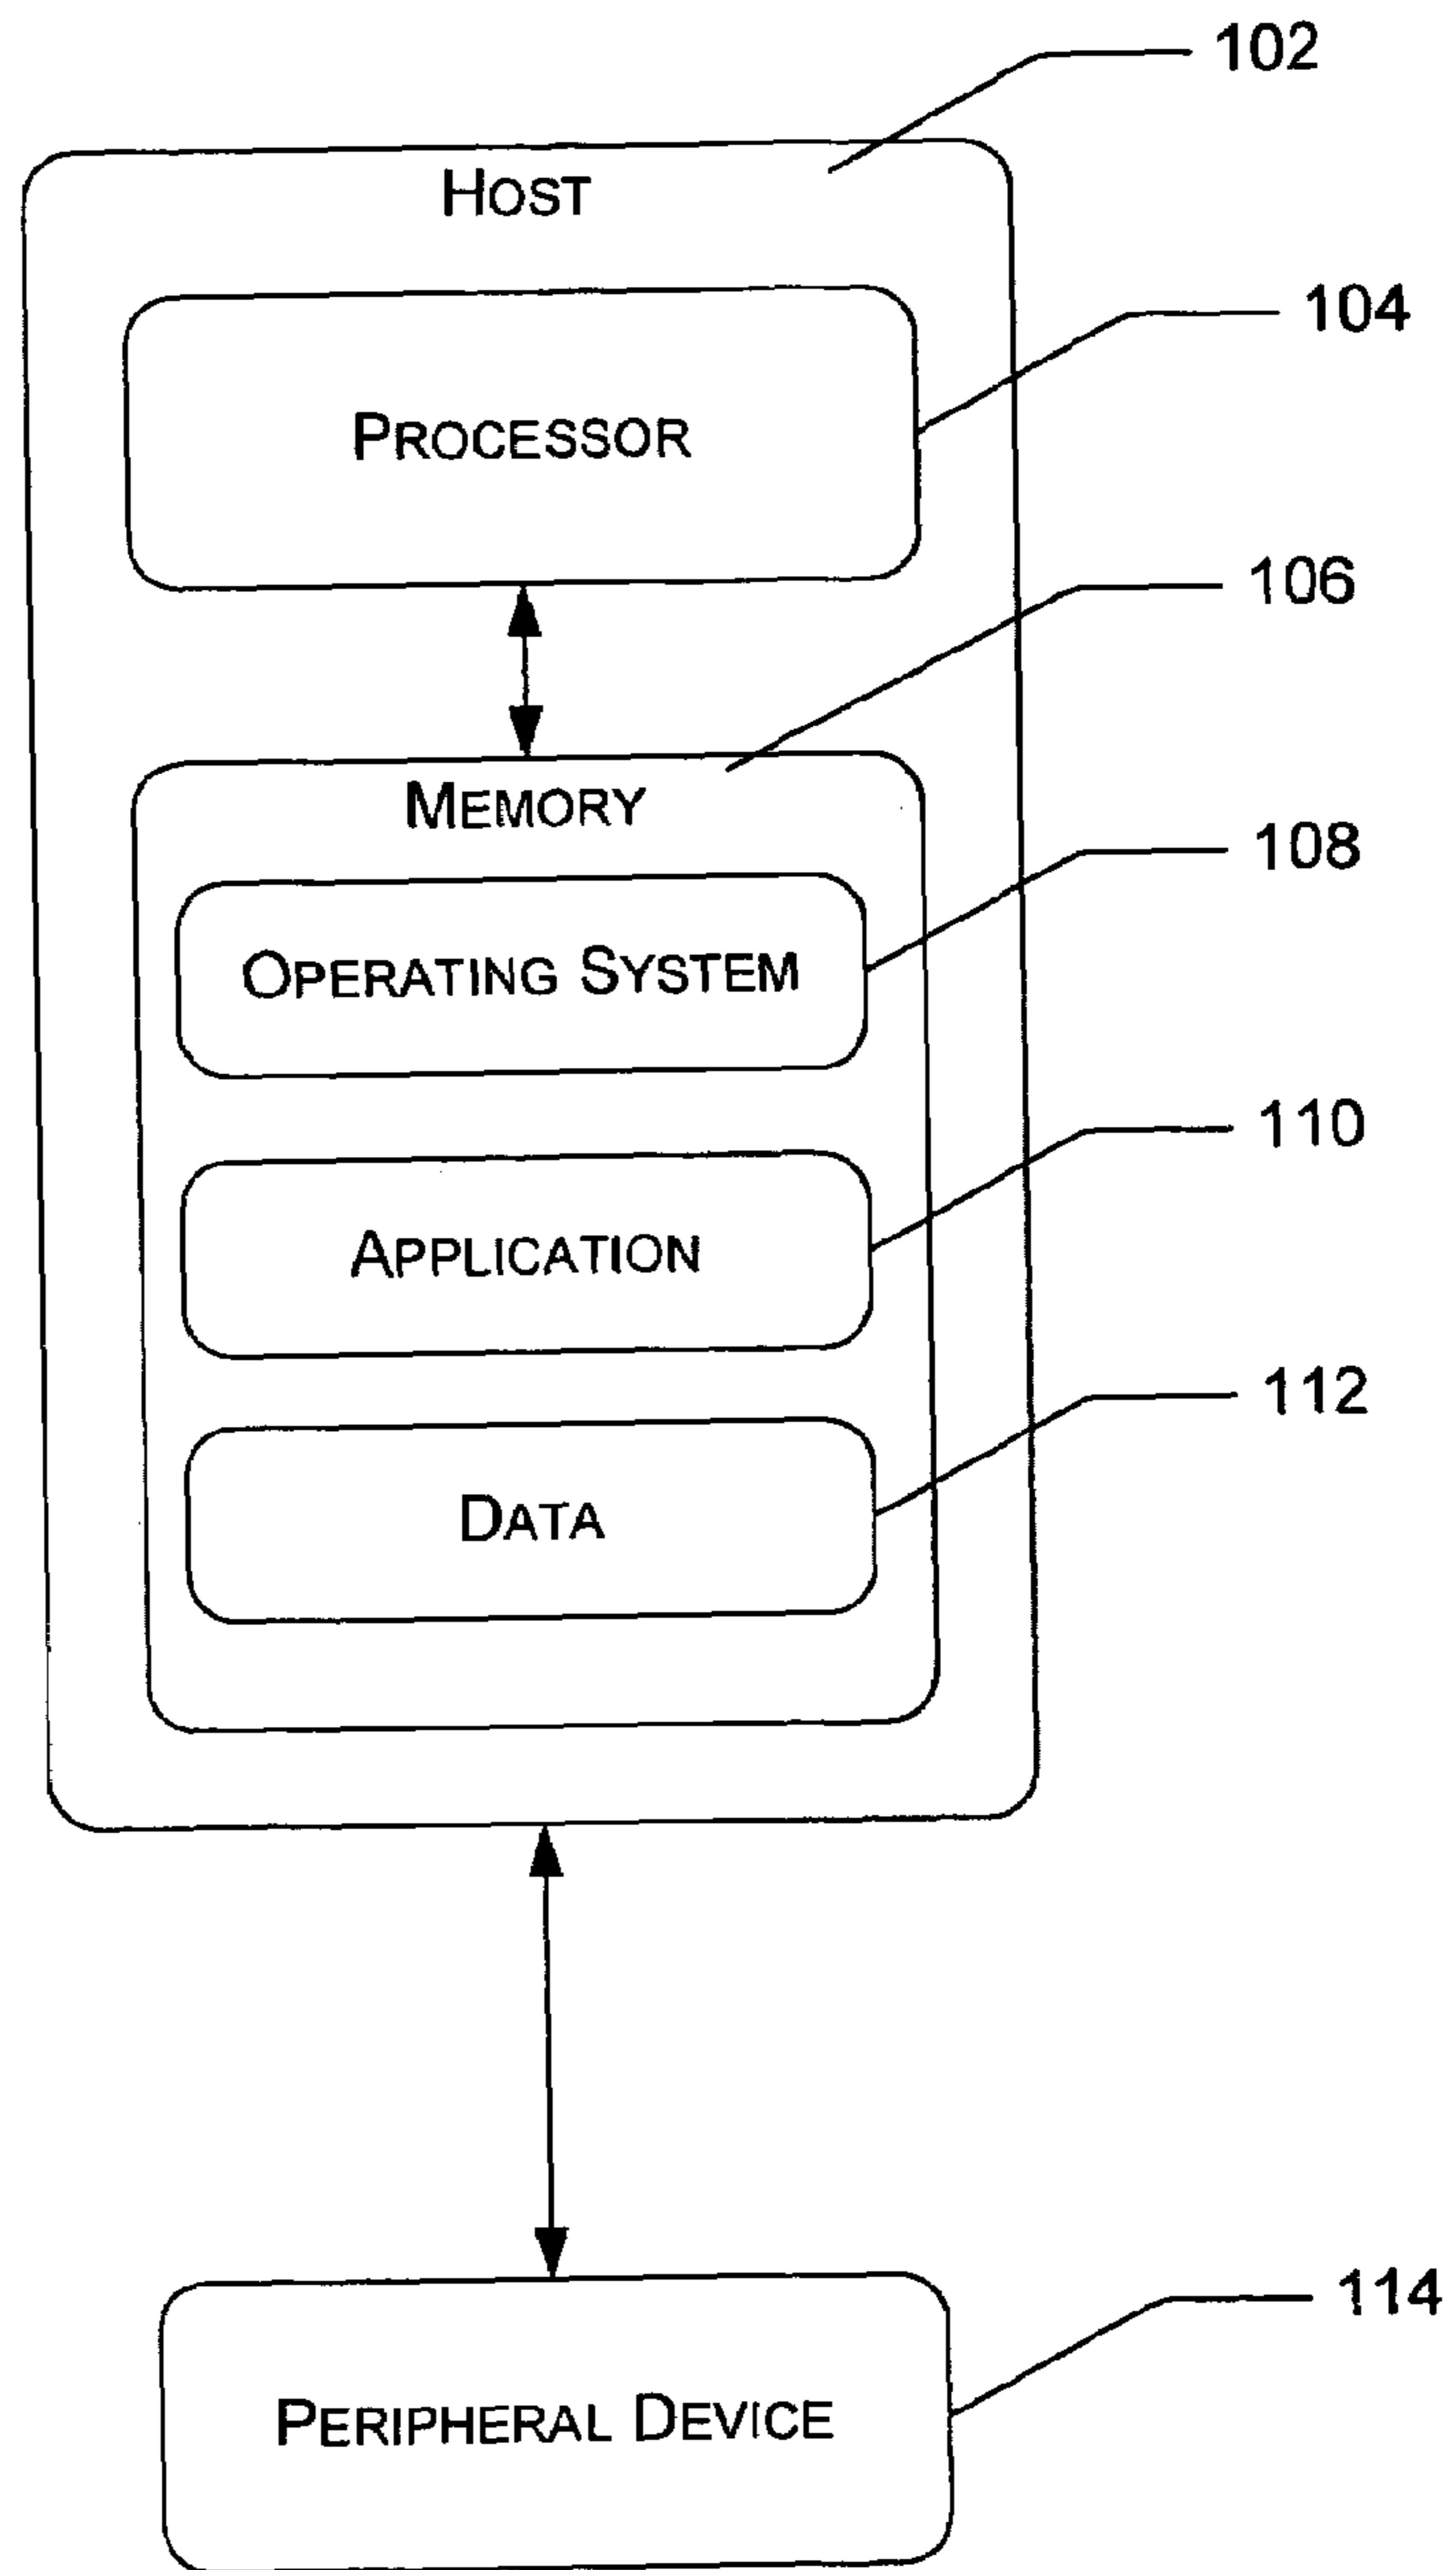 102
HOST
104
PROCESSOR
106
MEMORY
108
OPERATING SYSTEM
110
APPLICATION
112
DATA
114
PERIPHERAL DEVICE